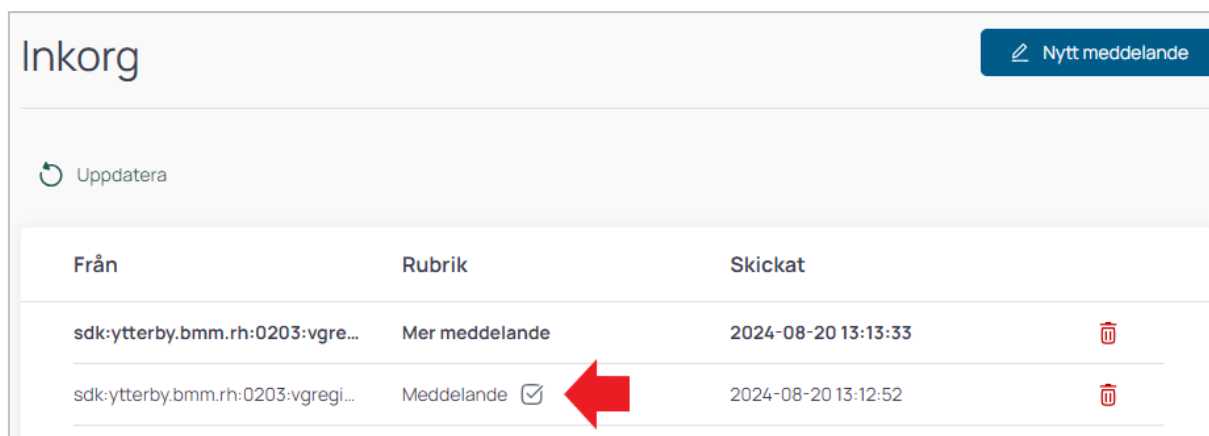 Inkorg
Nytt meddelande
Uppdatera
Från Rubrik Skickat
sdk:ytterby.bmm.rh:0203:vgre... Mer meddelande 2024-08-20 13:13:33
sdk:ytterby.bmm.rh:0203:vgregi... Meddelande 2024-08-20 13:12:52